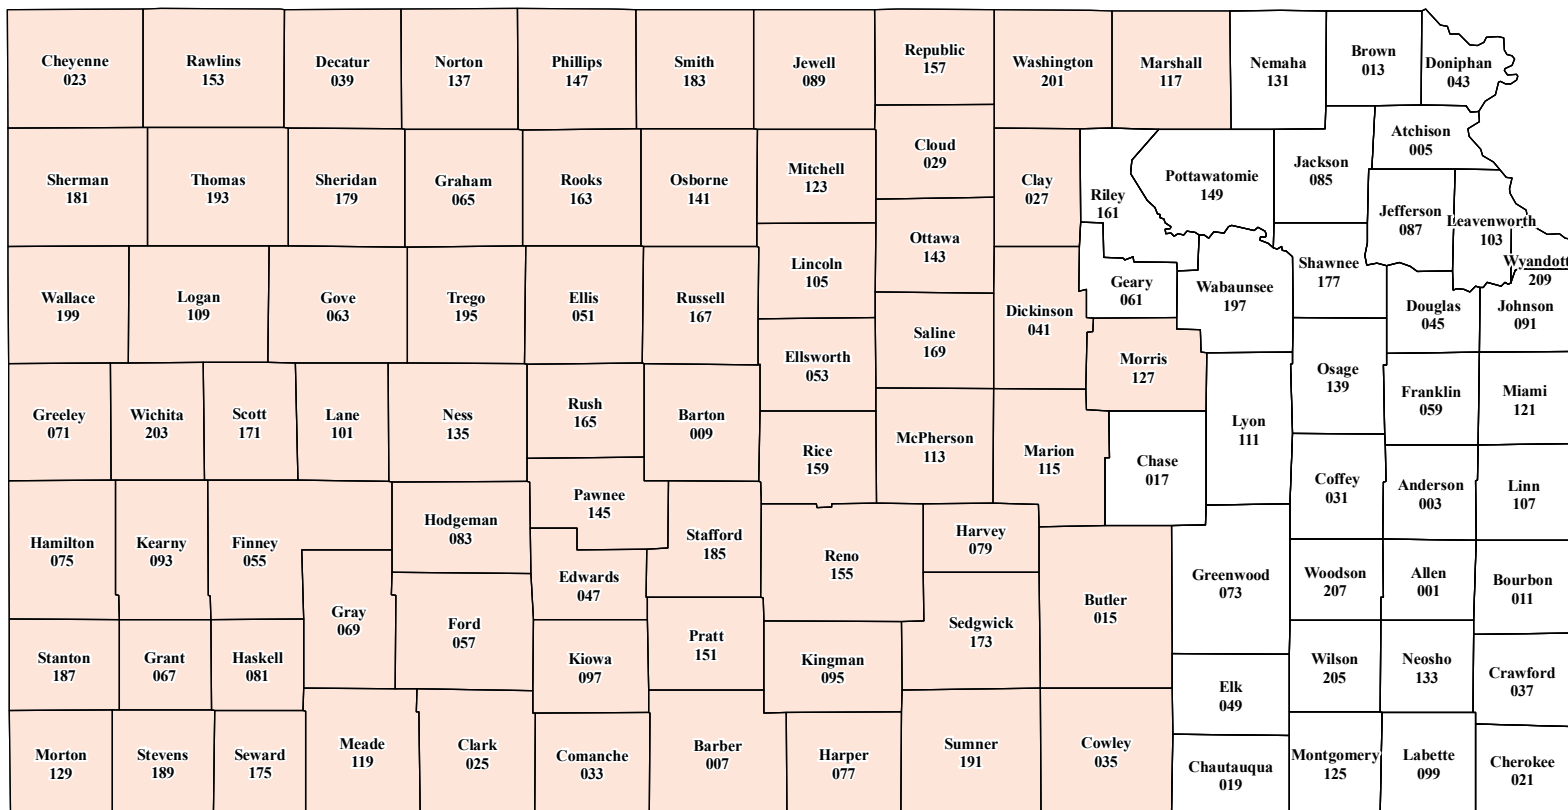 Cheyenne
023
Rawlins
153
Decatur
039
Norton
137
Phillips
147
Smith
183
Jewell
089
Republic
157
Washington
201
Marshall
117
Nemaha
131
Brown
013
Doniphan
043
Sherman
181
Thomas
193
Sheridan
179
Graham
065
Rooks
163
Osborne
141
Mitchell
123
Cloud
029
Clay
027
Riley
161
Pottawatomie
149
Jackson
085
Atchison
005
Jefferson
087
Leavenworth
103
Wyandott
209
Wallace
199
Logan
109
Gove
063
Trego
195
Ellis
051
Russell
167
Lincoln
105
Ottawa
143
Saline
169
Dickinson
041
Geary
061
Wabaunsee
197
Shawnee
177
Douglas
045
Johnson
091
Ellsworth
053
Morris
127
Osage
139
Franklin
059
Miami
121
Greeley
071
Wichita
203
Scott
171
Lane
101
Ness
135
Rush
165
Barton
009
Rice
159
McPherson
113
Marion
115
Chase
017
Lyon
111
Coffey
031
Anderson
003
Linn
107
Hamilton
075
Kearny
093
Finney
055
Hodgeman
083
Pawnee
145
Stafford
185
Reno
155
Harvey
079
Edwards
047
Gray
069
Ford
057
Kiowa
097
Pratt
151
Kingman
095
Sedgwick
173
Butler
015
Greenwood
073
Woodson
207
Allen
001
Bourbon
011
Stanton
187
Grant
067
Haskell
081
Elk
049
Wilson
205
Neosho
133
Crawford
037
Morton
129
Stevens
189
Seward
175
Meade
119
Clark
025
Comanche
033
Barber
007
Harper
077
Sumner
191
Cowley
035
Chautauqua
019
Montgomery
125
Labette
099
Cherokee
021